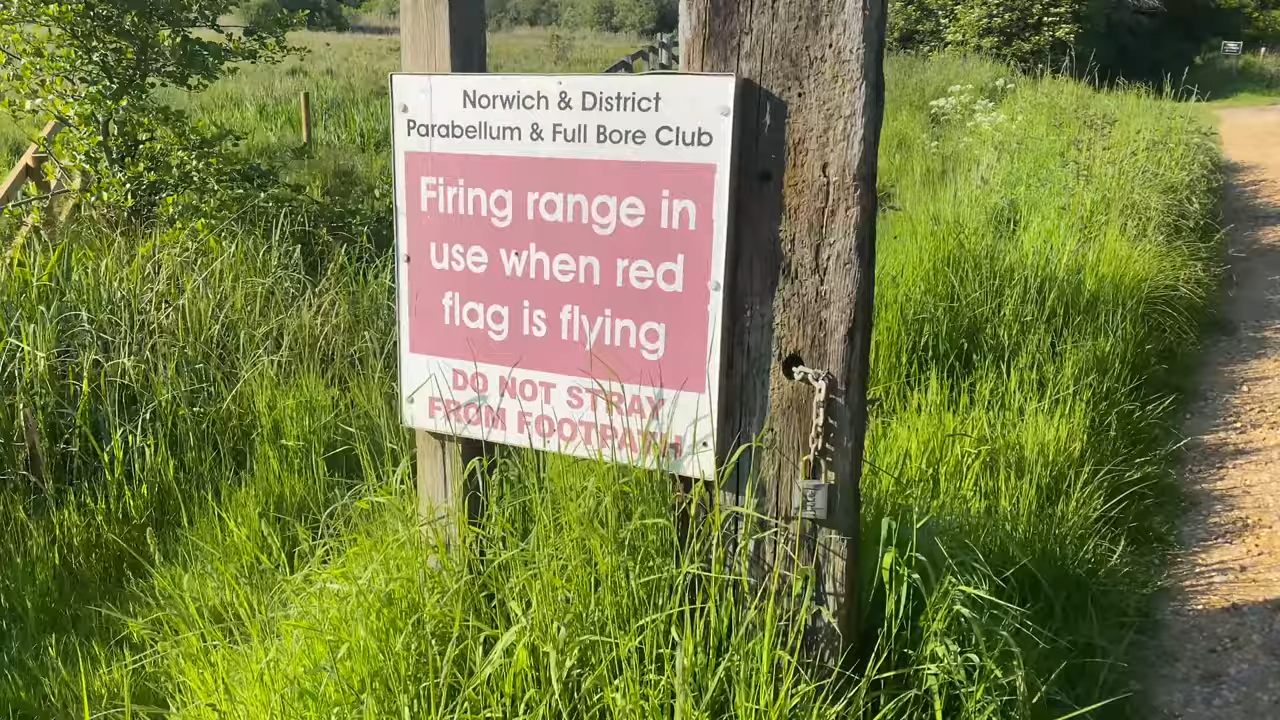 Norwich & District
Parabellum & Full Bore Club
Firing range in
use when red
flag is flying
DO NOT STRAY
FROM FOOTPATH